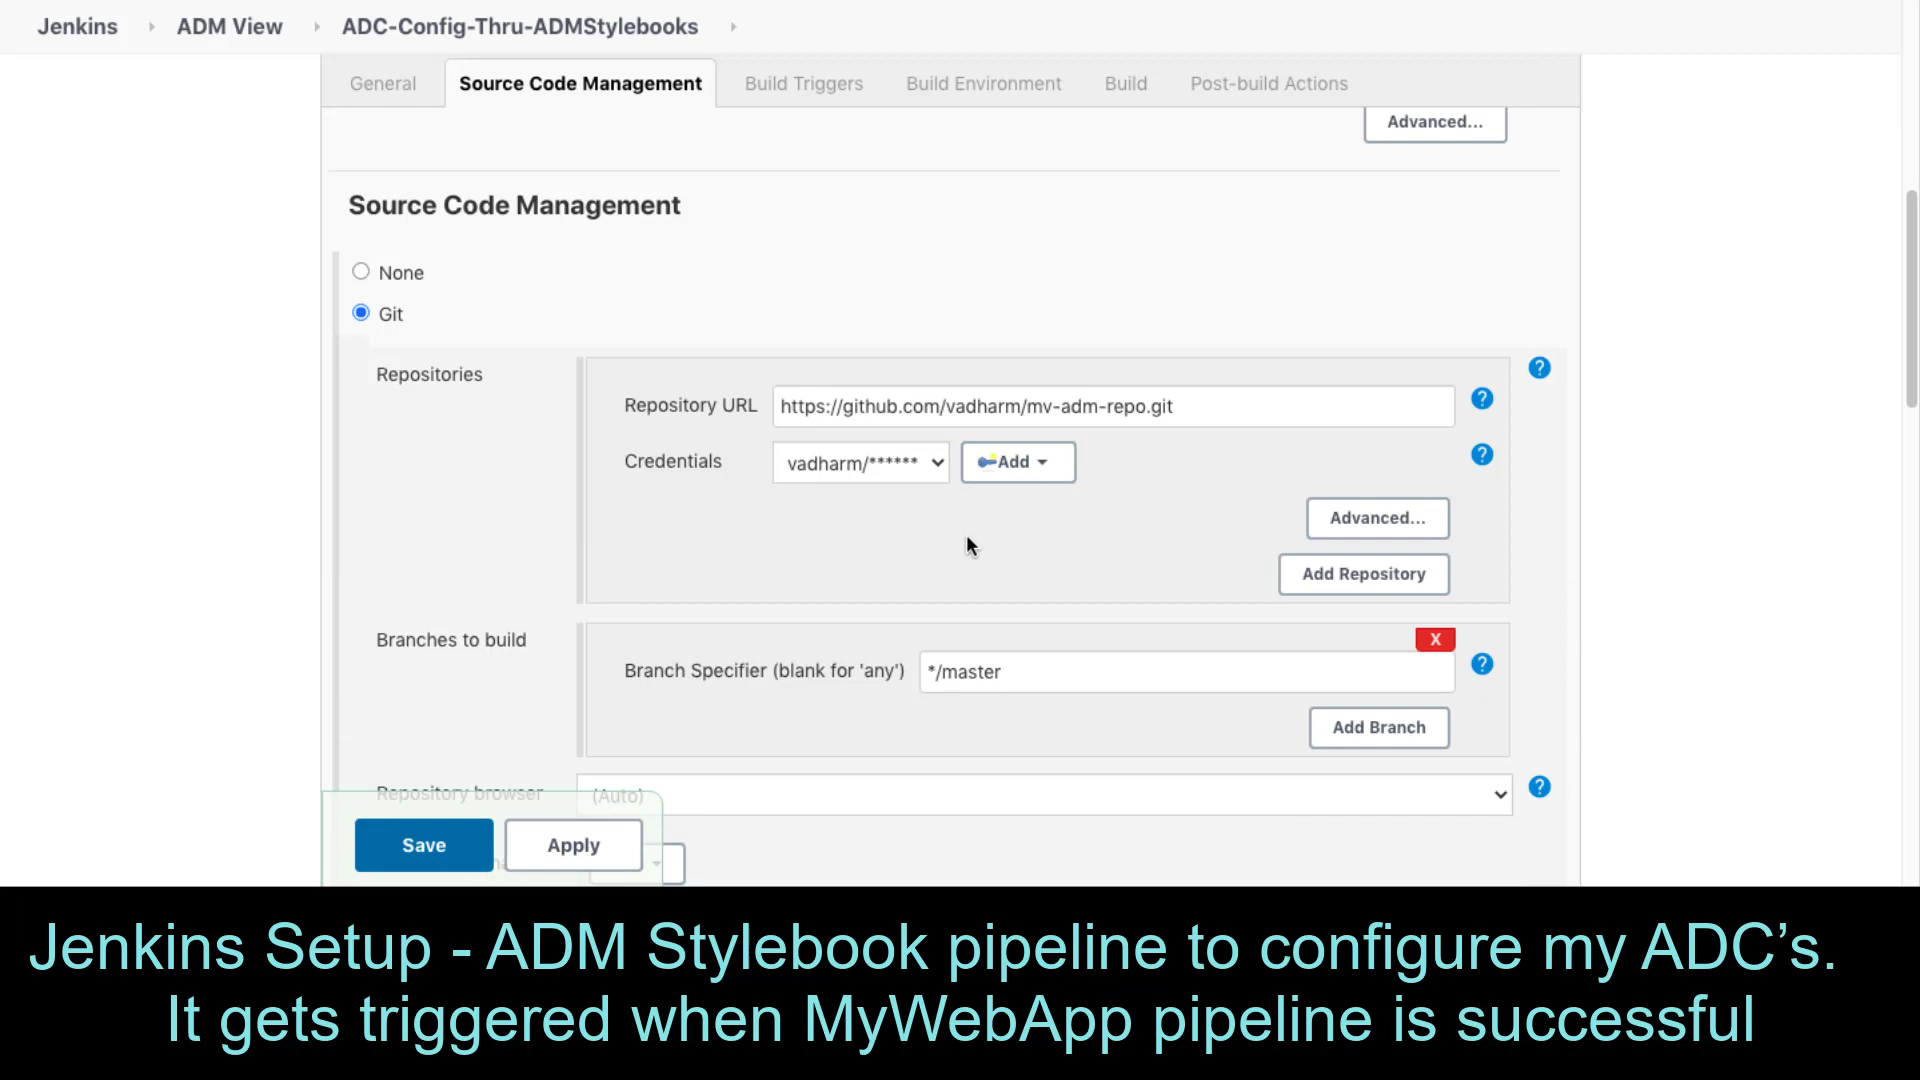 Jenkins ADM View ADC-Config-Thru-ADMStylebooks
General Source Code Management Build Triggers Build Environment Build Post-build Actions
Advanced...
Source Code Management
None
Git
Repositories
?
Repository URL https://github.com/vadharm/mv-adm-repo.git ?
Credentials vadharm/****** Add ?
Advanced...
Add Repository
Branches to build
X
Branch Specifier (blank for 'any') */master ?
Add Branch
Repository browser (Auto) ?
Save Apply
Jenkins Setup - ADM Stylebook pipeline to configure my ADC’s.
It gets triggered when MyWebApp pipeline is successful